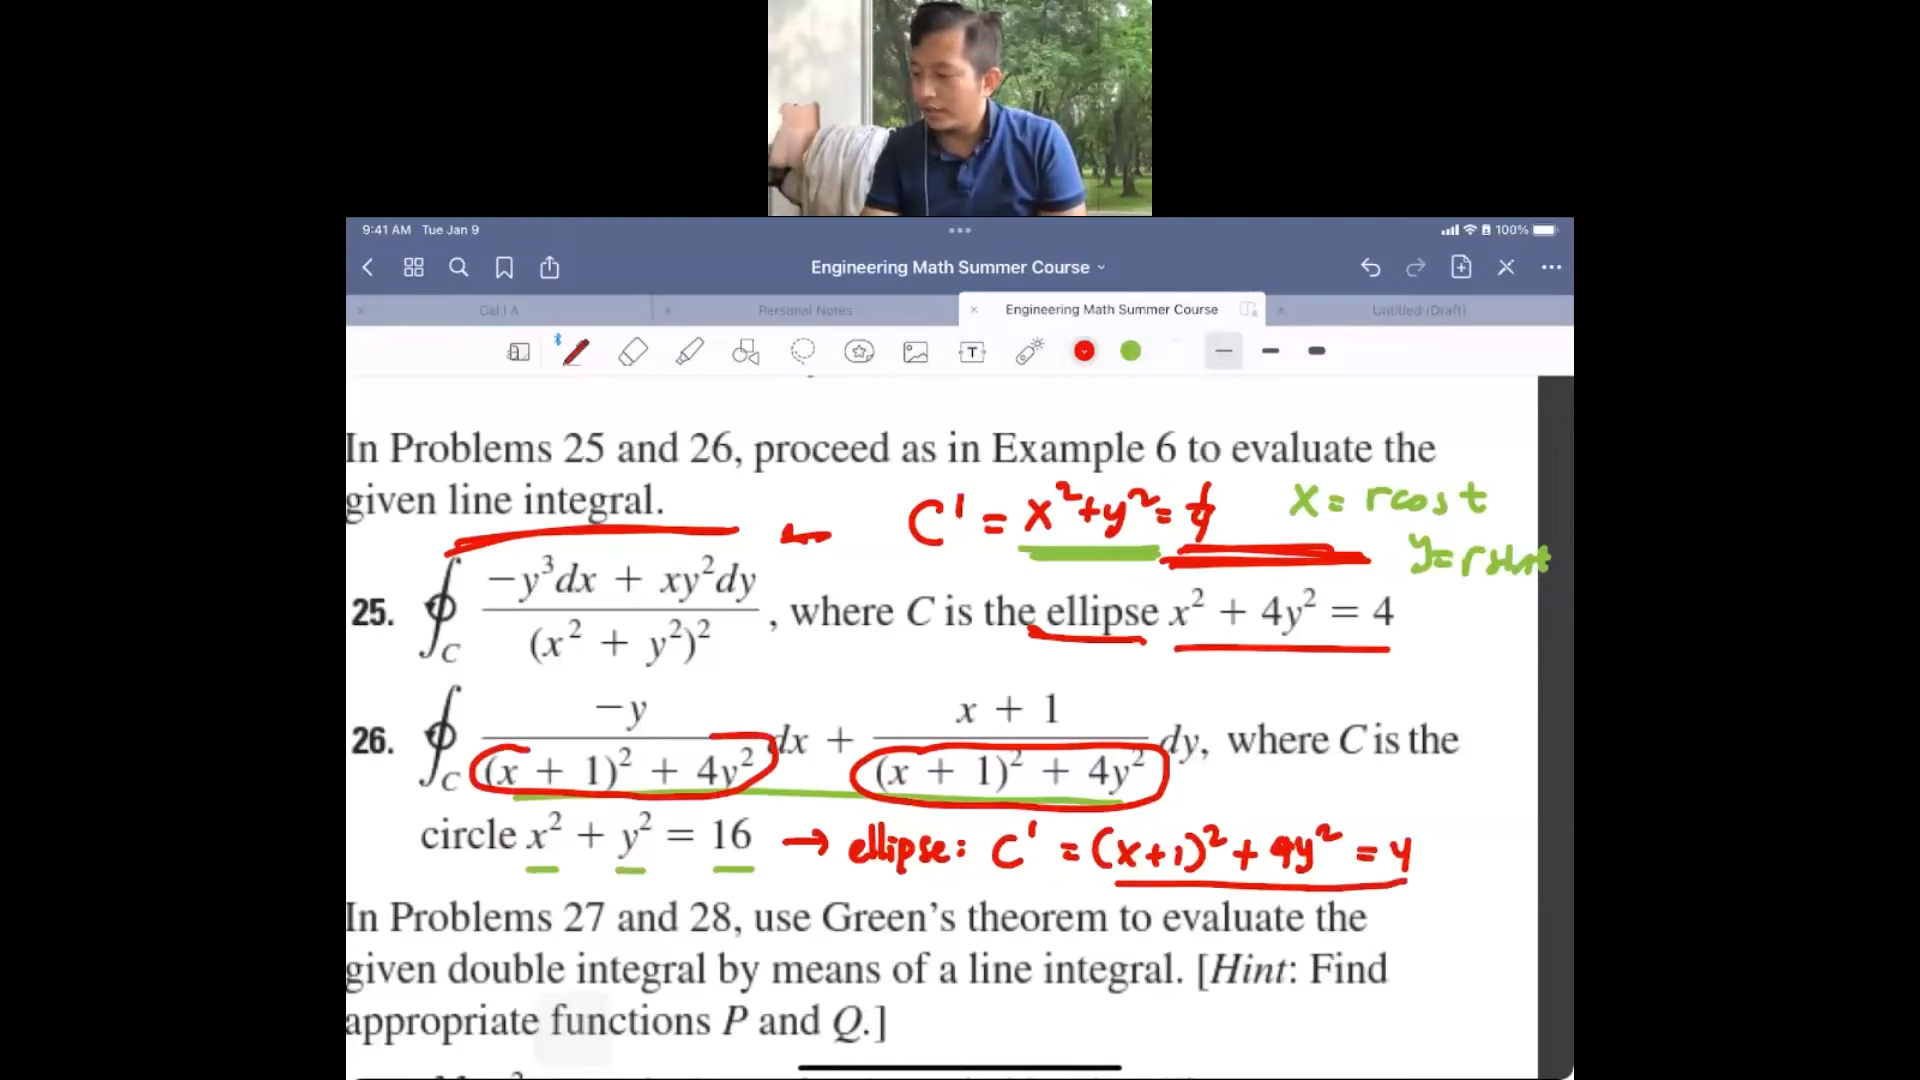 9:41 AM Tue Jan 9
100%
Engineering Math Summer Course
Cal I A
Personal Notes
Engineering Math Summer Course
Untitled (Draft)
In Problems 25 and 26, proceed as in Example 6 to evaluate the
given line integral.
C' = x²+y²=
x = rcost
y=rsint
25. ∮_C (−y³dx + xy²dy)/(x² + y²)², where C is the ellipse x² + 4y² = 4
26. ∮_C −y/((x + 1)² + 4y²) dx + (x + 1)/((x + 1)² + 4y²) dy, where C is the
circle x² + y² = 16
→ ellipse: C' = (x+1)² + 4y² = 4
In Problems 27 and 28, use Green's theorem to evaluate the
given double integral by means of a line integral. [Hint: Find
appropriate functions P and Q.]